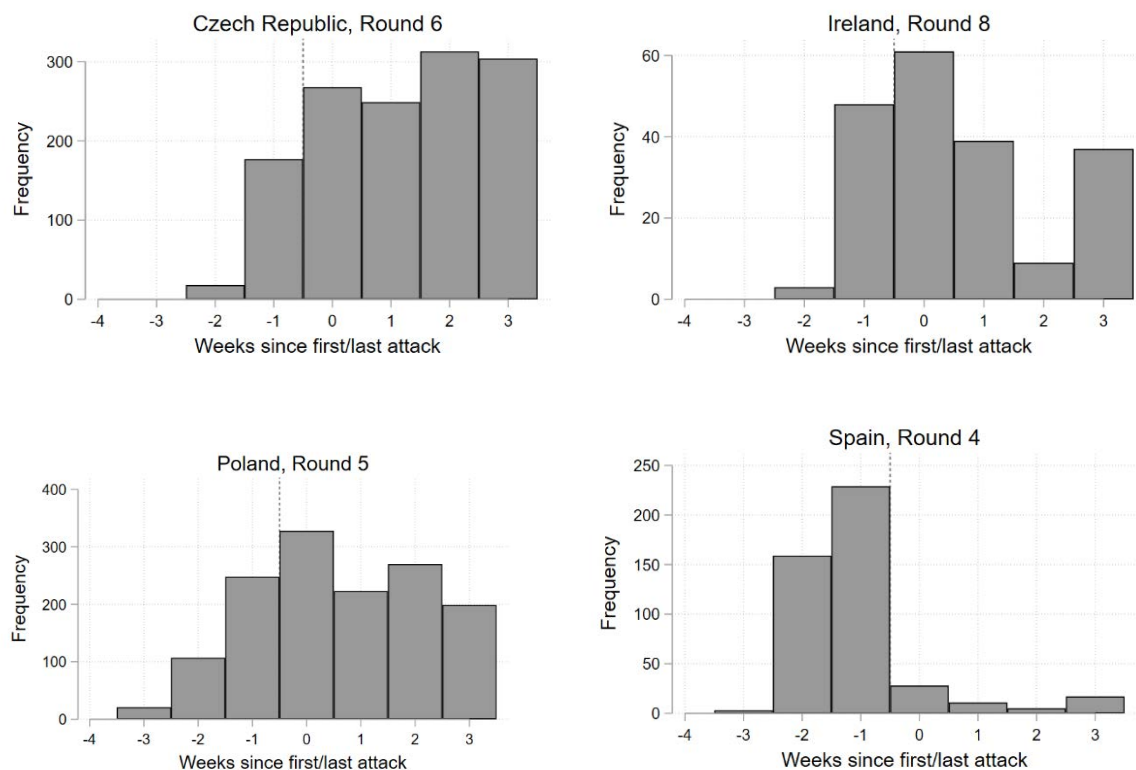 Czech Republic, Round 6
300
200
100
0
Frequency
-4 -3 -2 -1 0 1 2 3
Weeks since first/last attack
Ireland, Round 8
60
40
20
0
Frequency
-4 -3 -2 -1 0 1 2 3
Weeks since first/last attack
Poland, Round 5
400
300
200
100
0
Frequency
-4 -3 -2 -1 0 1 2 3
Weeks since first/last attack
Spain, Round 4
250
200
150
100
50
0
Frequency
-4 -3 -2 -1 0 1 2 3
Weeks since first/last attack